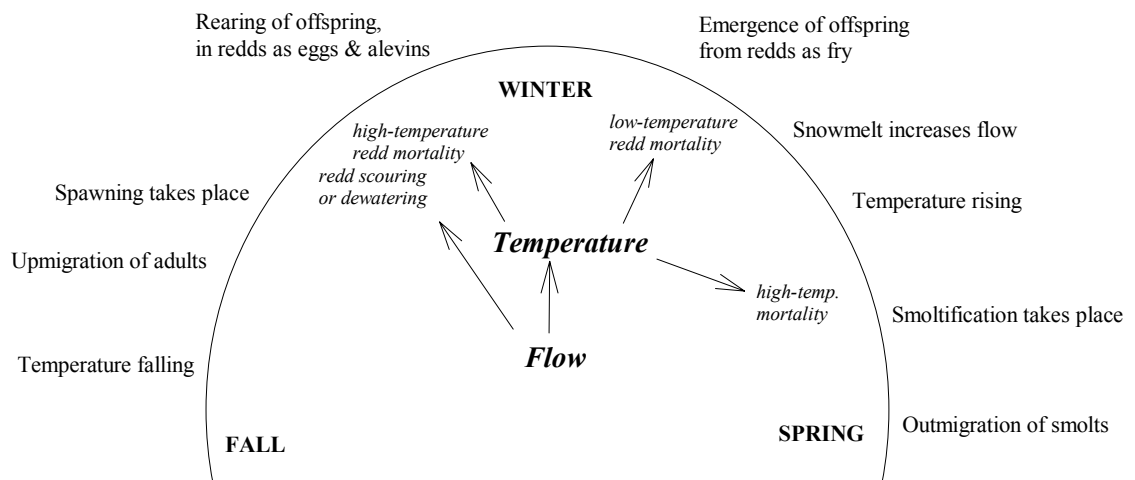 Rearing of offspring,
in redds as eggs & alevins
Emergence of offspring
from redds as fry
WINTER
high-temperature
redd mortality
redd scouring
or dewatering
low-temperature
redd mortality
Snowmelt increases flow
Spawning takes place
Temperature rising
Temperature
Upmigration of adults
high-temp.
mortality
Smoltification takes place
Flow
Temperature falling
Outmigration of smolts
FALL
SPRING